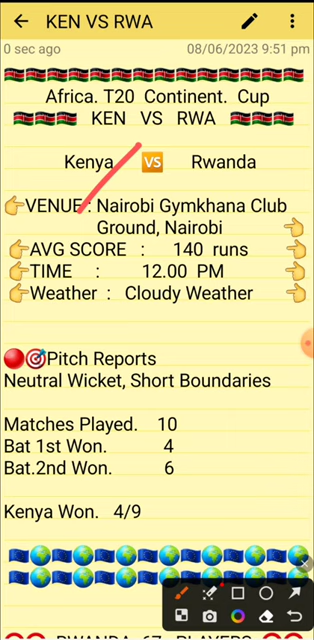 KEN VS RWA
0 sec ago 08/06/2023 9:51 pm
Africa. T20 Continent. Cup
KEN VS RWA
Kenya VS Rwanda
VENUE : Nairobi Gymkhana Club
Ground, Nairobi
AVG SCORE : 140 runs
TIME : 12.00 PM
Weather : Cloudy Weather
Pitch Reports
Neutral Wicket, Short Boundaries
Matches Played. 10
Bat 1st Won. 4
Bat.2nd Won. 6
Kenya Won. 4/9
RWANDA 67 PLAYERS